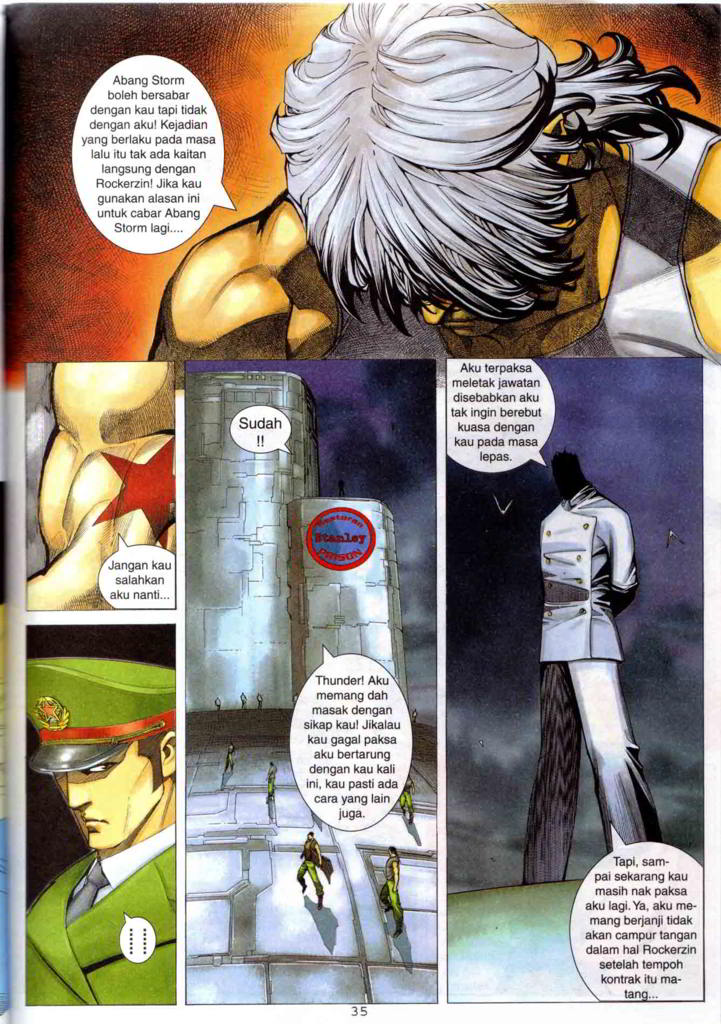 Abang Storm
boleh bersabar
dengan kau tapi tidak
dengan aku! Kejadian
yang berlaku pada masa
lalu itu tak ada kaitan
langsung dengan
Rockerzin! Jika kau
gunakan alasan ini
untuk cabar Abang
Storm lagi....
Jangan kau
salahkan
aku nanti...
Sudah
!!
Stanley
PRISON
Thunder! Aku
memang dah
masak dengan
sikap kau! Jikalau
kau gagal paksa
aku bertarung
dengan kau kali
ini, kau pasti ada
cara yang lain
juga.
Aku terpaksa
meletak jawatan
disebabkan aku
tak ingin berebut
kuasa dengan
kau pada masa
lepas.
Tapi, sam-
pai sekarang kau
masih nak paksa
aku lagi. Ya, aku me-
mang berjanji tidak
akan campur tangan
dalam hal Rockerzin
setelah tempoh
kontrak itu ma-
tang...
35